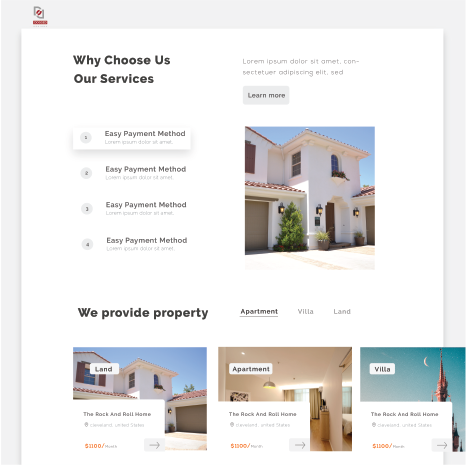 Why Choose Us
Our Services
Lorem ipsum dolor sit amet, con-
sectetuer adipiscing elit, sed
Learn more
1
Easy Payment Method
Lorem ipsum dolor sit amet.
2
Easy Payment Method
Lorem ipsum dolor sit amet.
3
Easy Payment Method
Lorem ipsum dolor sit amet.
4
Easy Payment Method
Lorem ipsum dolor sit amet.
We provide property
Apartment Villa Land
Land
The Rock And Roll Home
cleveland, united States
$1100/Month
Apartment
The Rock And Roll Home
cleveland, united States
$1100/Month
Villa
The Rock And Roll Home
cleveland, united States
$1100/Month